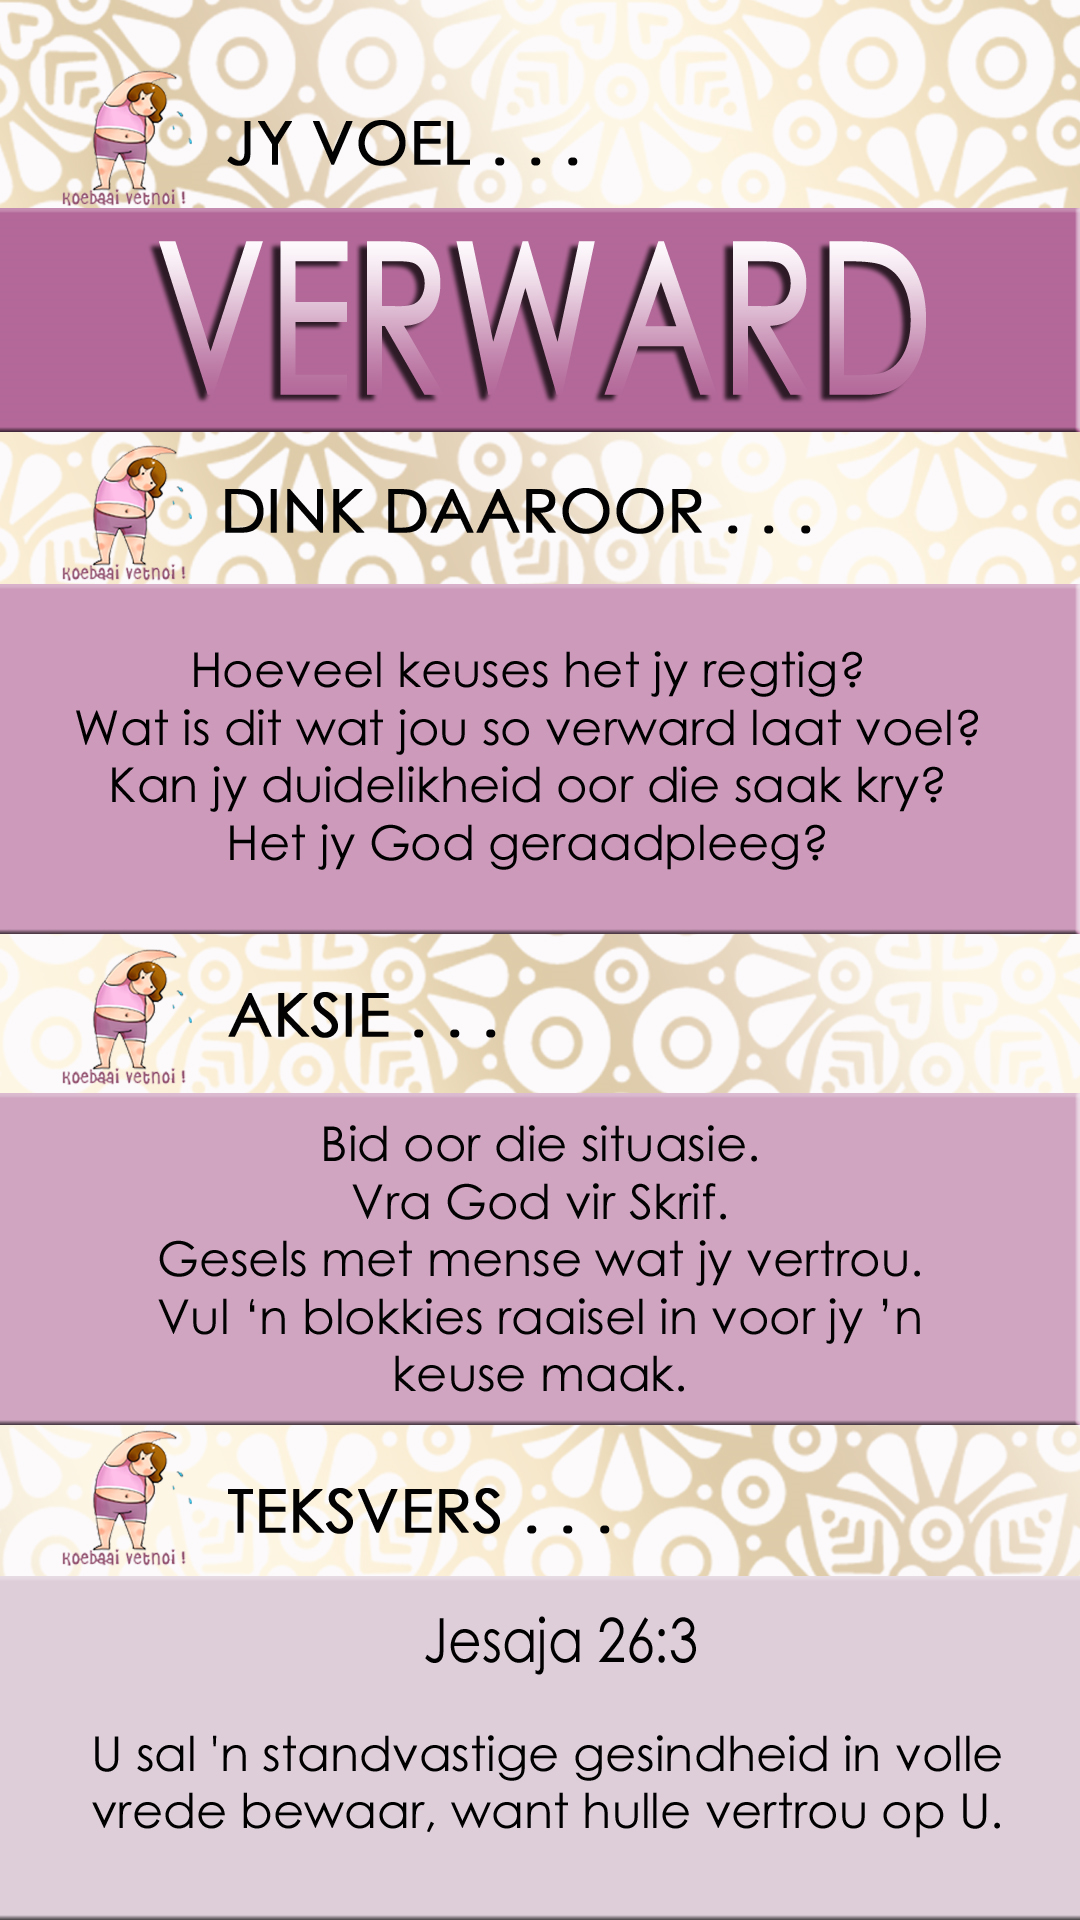 JY VOEL . . .
Koebaai vetnoi !
VERWARD
DINK DAAROOR . . .
Koebaai vetnoi !
Hoeveel keuses het jy regtig?
Wat is dit wat jou so verward laat voel?
Kan jy duidelikheid oor die saak kry?
Het jy God geraadpleeg?
AKSIE . . .
Koebaai vetnoi !
Bid oor die situasie.
Vra God vir Skrif.
Gesels met mense wat jy vertrou.
Vul ‘n blokkies raaisel in voor jy ’n
keuse maak.
TEKSVERS . . .
Koebaai vetnoi !
Jesaja 26:3
U sal 'n standvastige gesindheid in volle
vrede bewaar, want hulle vertrou op U.